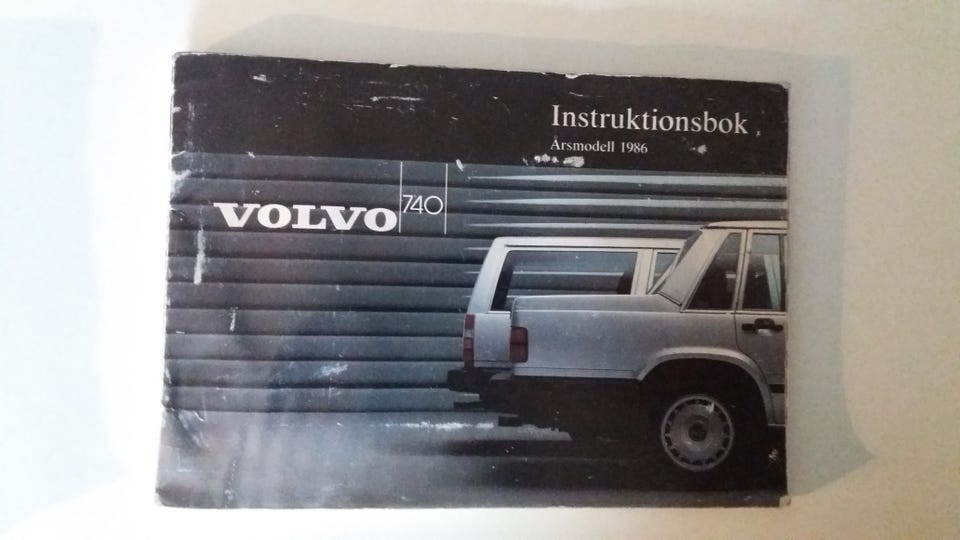 Instruktionsbok
Årsmodell 1986
VOLVO 740